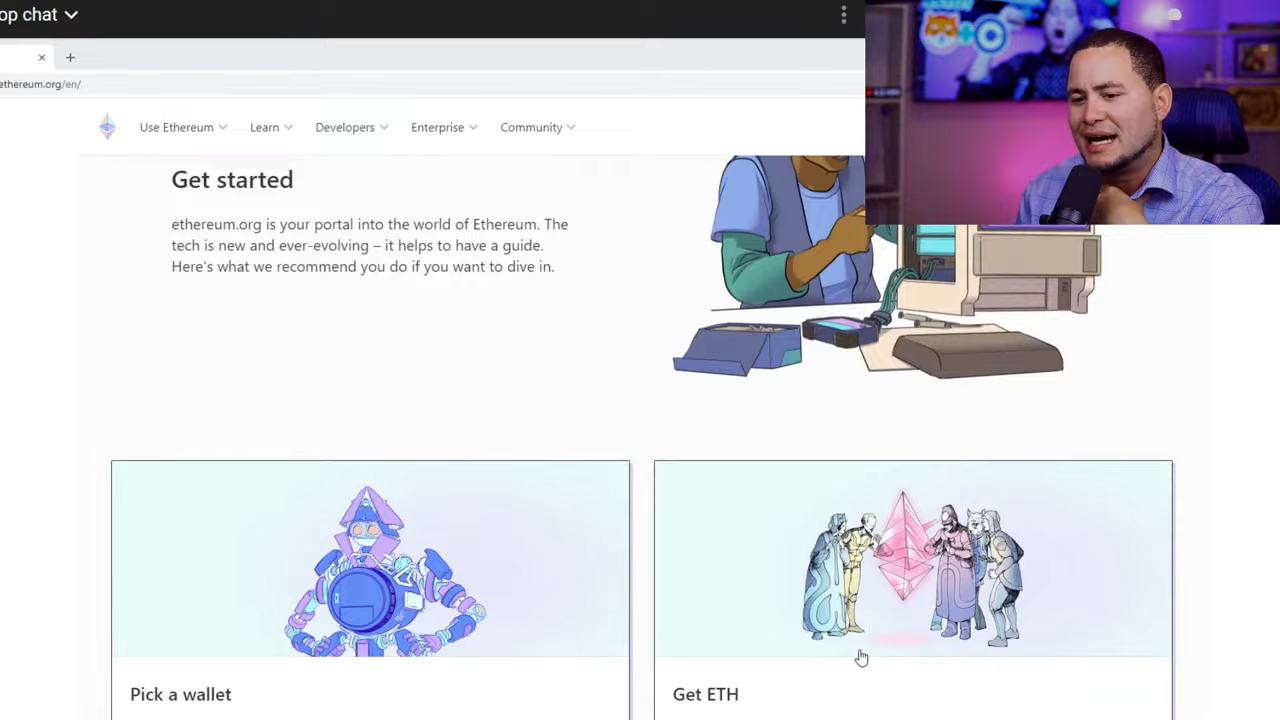 op chat
ethereum.org/en/
Use Ethereum
Learn
Developers
Enterprise
Community
Get started
ethereum.org is your portal into the world of Ethereum. The
tech is new and ever-evolving – it helps to have a guide.
Here's what we recommend you do if you want to dive in.
Pick a wallet
Get ETH